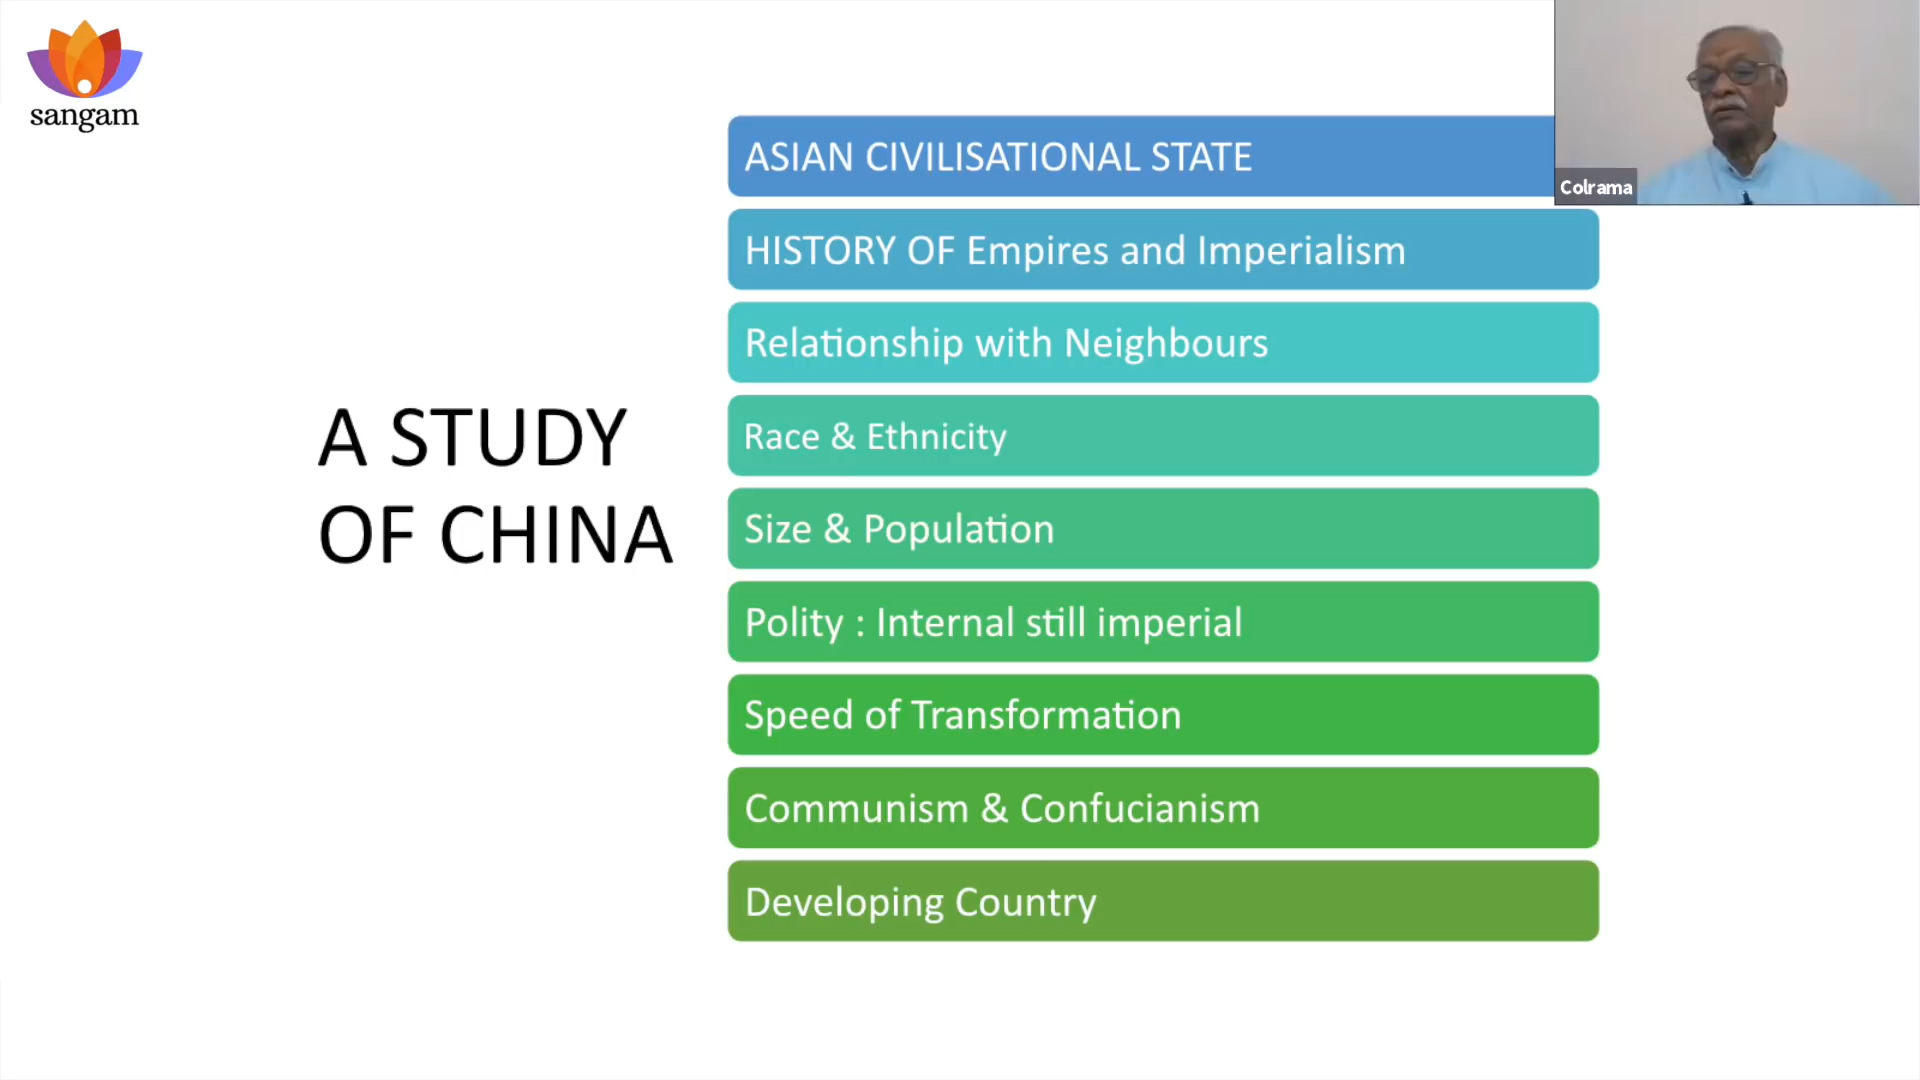 sangam
ASIAN CIVILISATIONAL STATE
Colrama
HISTORY OF Empires and Imperialism
Relationship with Neighbours
A STUDY
OF CHINA
Race & Ethnicity
Size & Population
Polity : Internal still imperial
Speed of Transformation
Communism & Confucianism
Developing Country